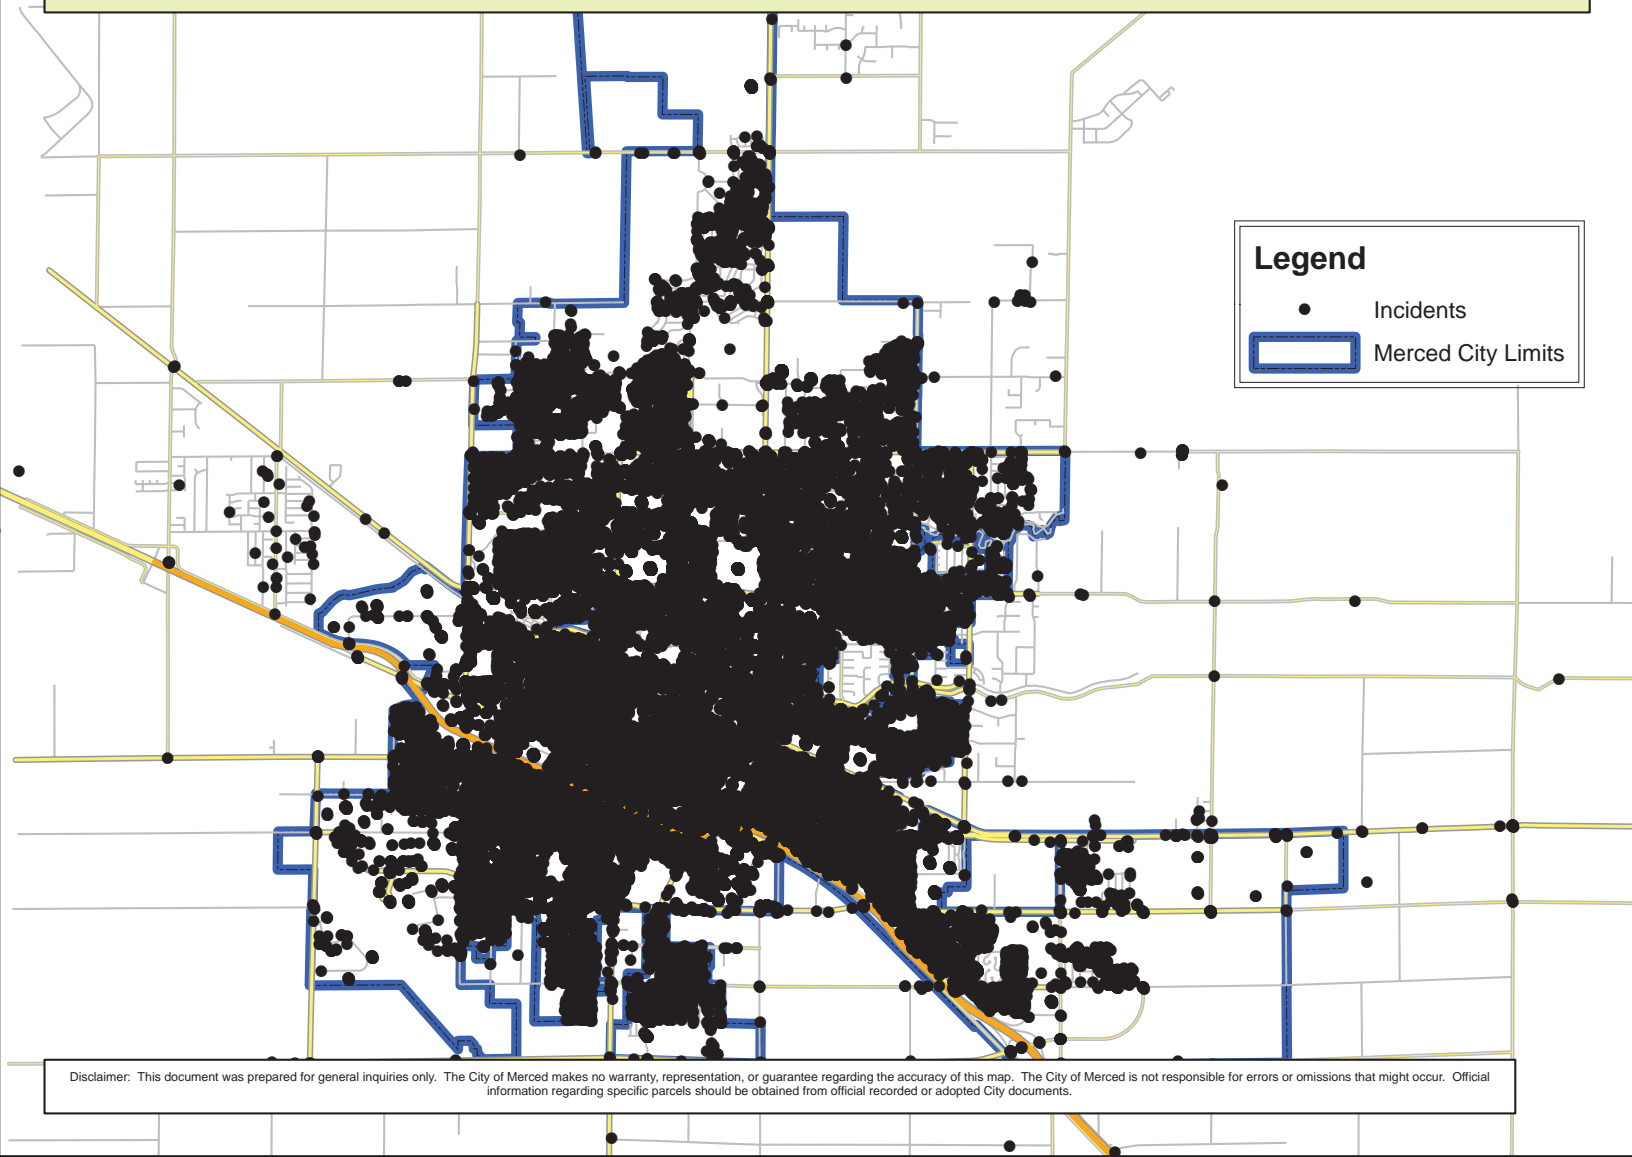 Legend
Incidents
Merced City Limits
Disclaimer:  This document was prepared for general inquiries only.  The City of Merced makes no warranty, representation, or guarantee regarding the accuracy of this map.  The City of Merced is not responsible for errors or omissions that might occur.  Official
information regarding specific parcels should be obtained from official recorded or adopted City documents.